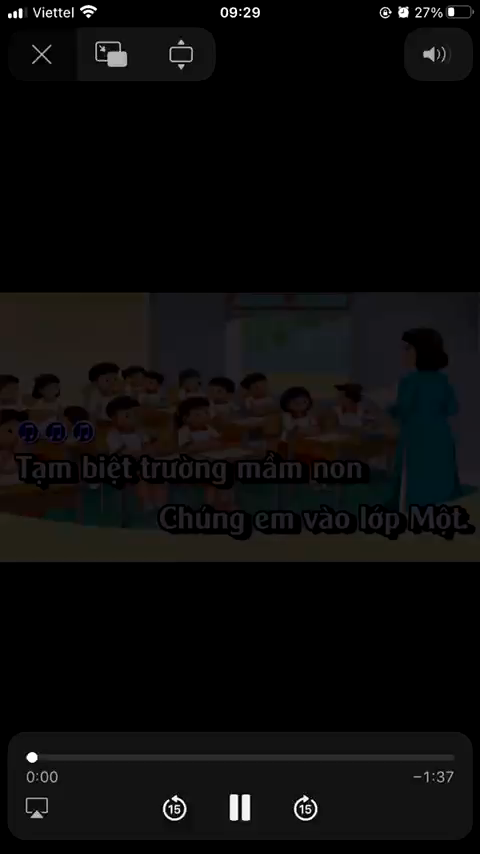 Viettel 09:29 27%
Tạm biệt trường mầm non
Chúng em vào lớp Một.
0:00 −1:37
15 15